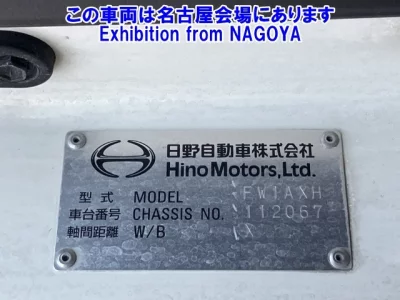 この車両は名古屋会場にあります
Exhibition from NAGOYA
日野自動車株式会社
Hino Motors, Ltd.
型式 MODEL FW1AXH
車台番号 CHASSIS NO. 112067
軸間距離 W/B X